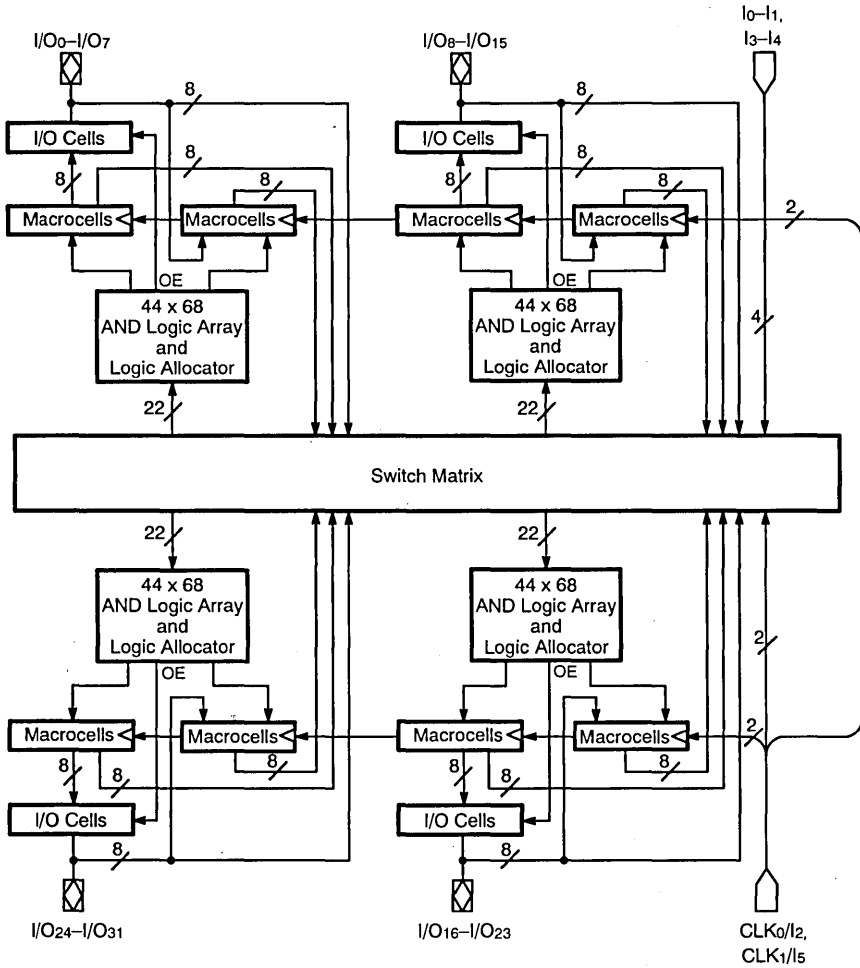 I/O0–I/O7
I/O8–I/O15
I0–I1,
I3–I4
8
8
I/O Cells
I/O Cells
8
8
8
8
8
8
Macrocells
Macrocells
Macrocells
Macrocells
2
OE
OE
44 x 68
AND Logic Array
and
Logic Allocator
44 x 68
AND Logic Array
and
Logic Allocator
4
22
22
Switch Matrix
22
22
44 x 68
AND Logic Array
and
Logic Allocator
44 x 68
AND Logic Array
and
Logic Allocator
2
OE
OE
Macrocells
Macrocells
Macrocells
Macrocells
2
8
8
8
8
8
8
I/O Cells
I/O Cells
8
8
I/O24–I/O31
I/O16–I/O23
CLK0/I2,
CLK1/I5